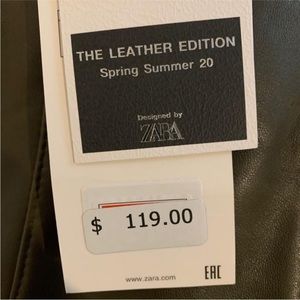 THE LEATHER EDITION
Spring Summer 20
Designed by
ZARA
$ 119.00
www.zara.com
EAC